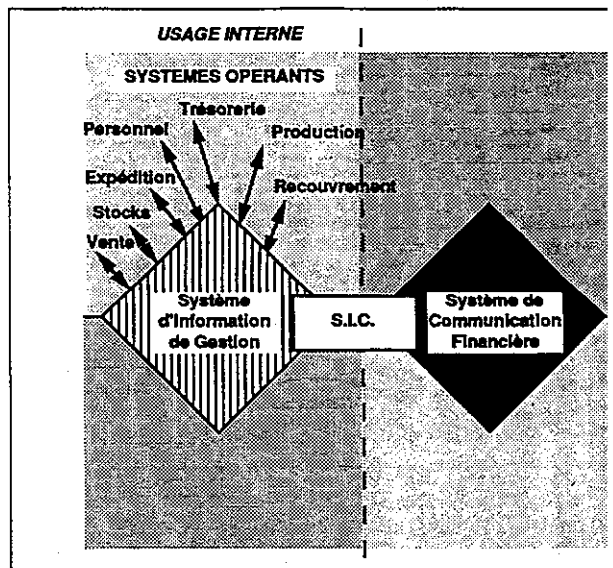 USAGE INTERNE
SYSTEMES OPERANTS
Trésorerie
Personnel
Production
Expédition
Recouvrement
Stocks
Vente
Système
d'Information
de Gestion
S.I.C.
Système de
Communication
Financière